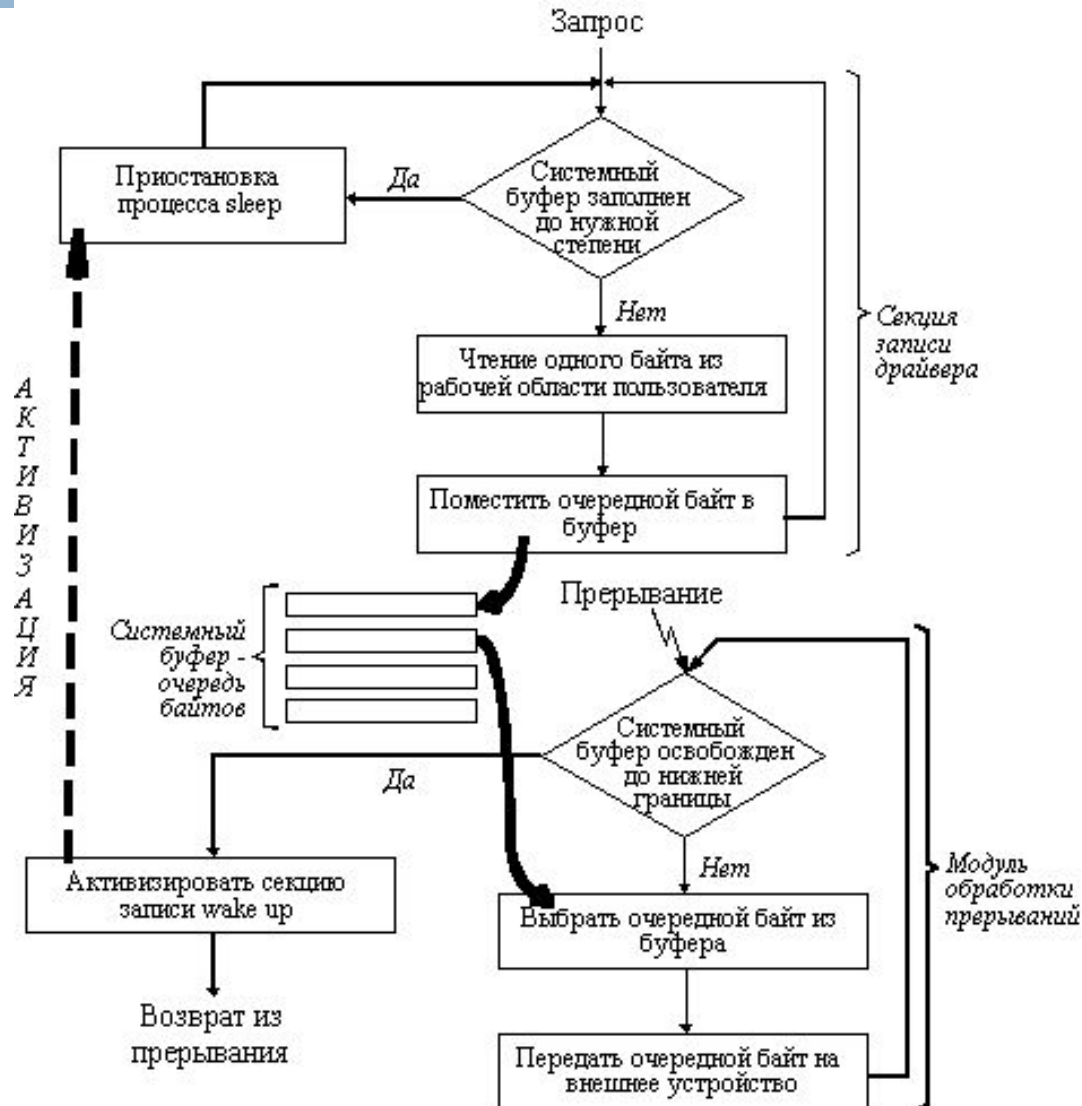 Запрос
Приостановка
процесса sleep
Да
Системный
буфер заполнен
до нужной
степени
Нет
Чтение одного байта из
рабочей области пользователя
Поместить очередной байт в
буфер
Секция
записи
драйвера
А
К
Т
И
В
И
З
А
Ц
И
Я
Системный
буфер -
очередь
байтов
Прерывание
Системный
буфер освобожден
до нижней
границы
Да
Нет
Активизировать секцию
записи wake up
Возврат из
прерывания
Выбрать очередной байт из
буфера
Передать очередной байт на
внешнее устройство
Модуль
обработки
прерываний